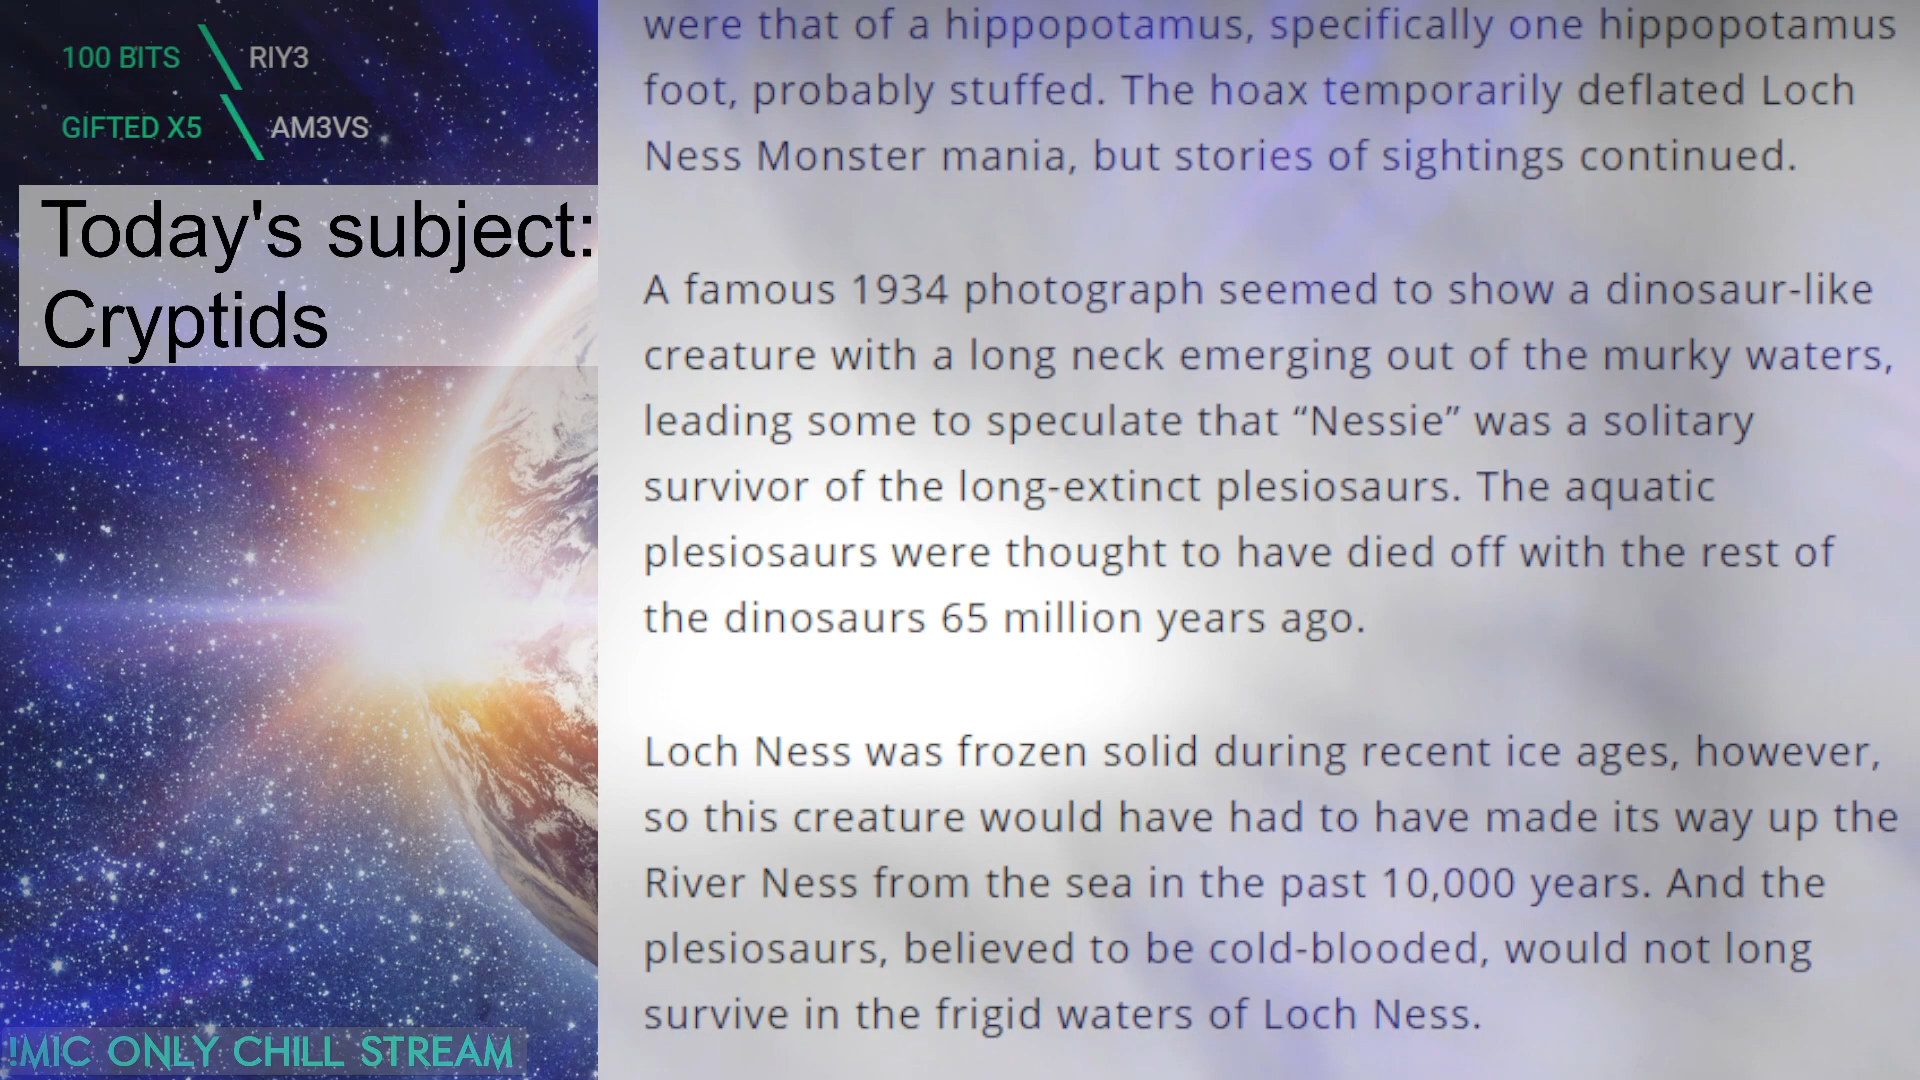 100 BITS RIY3
GIFTED X5 AM3VS
Today's subject:
Cryptids
!MIC ONLY CHILL STREAM
were that of a hippopotamus, specifically one hippopotamus
foot, probably stuffed. The hoax temporarily deflated Loch
Ness Monster mania, but stories of sightings continued.
A famous 1934 photograph seemed to show a dinosaur-like
creature with a long neck emerging out of the murky waters,
leading some to speculate that “Nessie” was a solitary
survivor of the long-extinct plesiosaurs. The aquatic
plesiosaurs were thought to have died off with the rest of
the dinosaurs 65 million years ago.
Loch Ness was frozen solid during recent ice ages, however,
so this creature would have had to have made its way up the
River Ness from the sea in the past 10,000 years. And the
plesiosaurs, believed to be cold-blooded, would not long
survive in the frigid waters of Loch Ness.